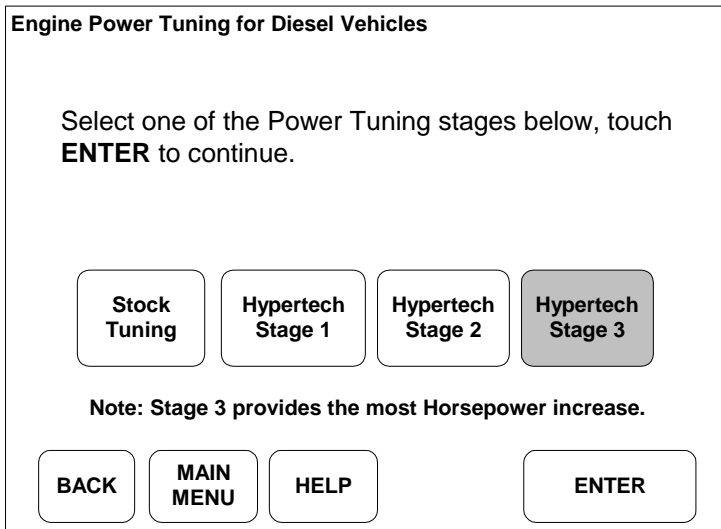 Engine Power Tuning for Diesel Vehicles
Select one of the Power Tuning stages below, touch
ENTER to continue.
Stock
Tuning
Hypertech
Stage 1
Hypertech
Stage 2
Hypertech
Stage 3
Note: Stage 3 provides the most Horsepower increase.
BACK
MAIN
MENU
HELP
ENTER